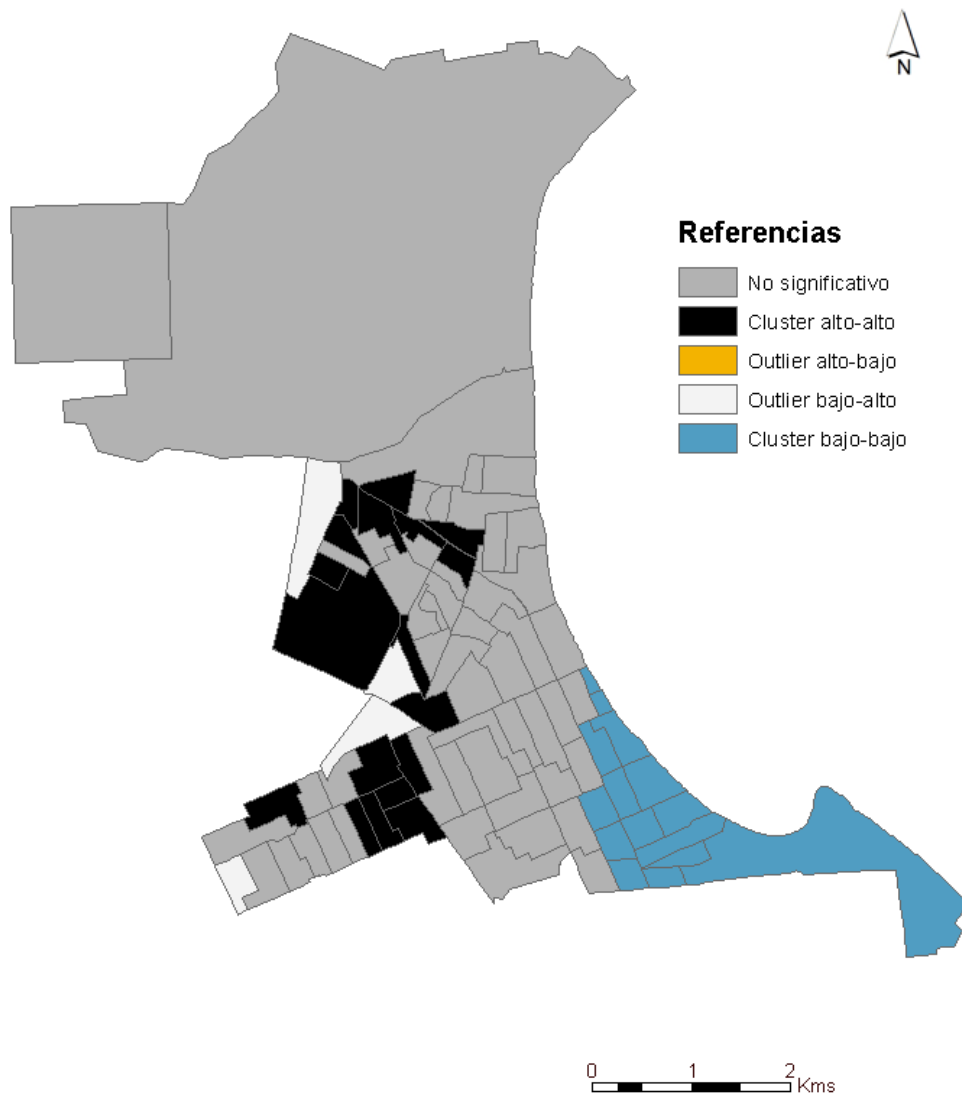 N
Referencias
No significativo
Cluster alto-alto
Outlier alto-bajo
Outlier bajo-alto
Cluster bajo-bajo
0 1 2
Kms